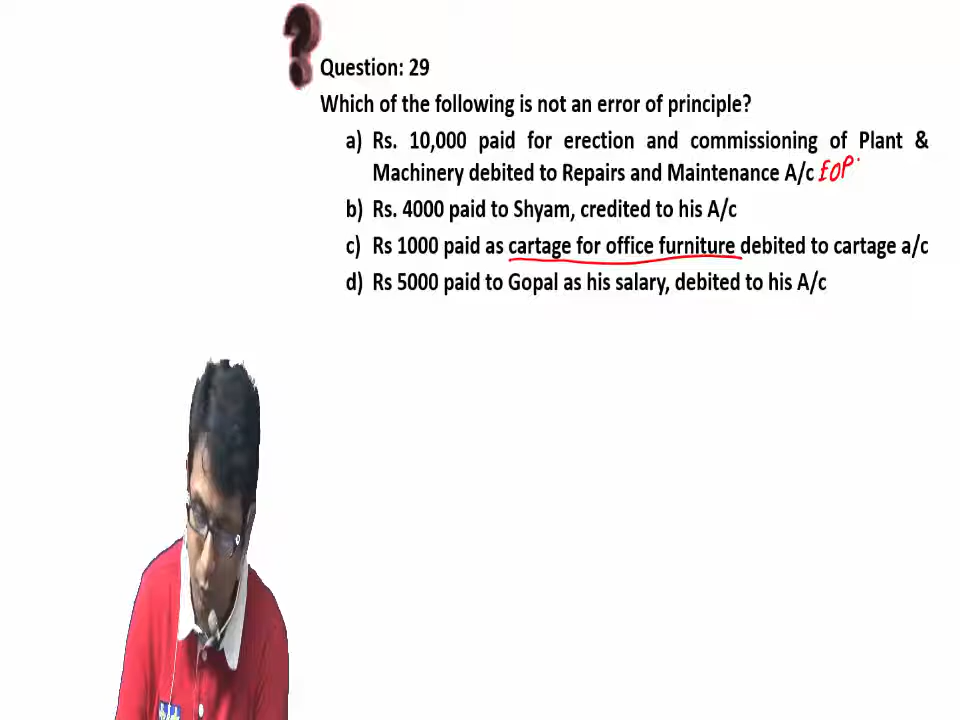 Question: 29
Which of the following is not an error of principle?
a) Rs. 10,000 paid for erection and commissioning of Plant &
Machinery debited to Repairs and Maintenance A/c EOP
b) Rs. 4000 paid to Shyam, credited to his A/c
c) Rs 1000 paid as cartage for office furniture debited to cartage a/c
d) Rs 5000 paid to Gopal as his salary, debited to his A/c